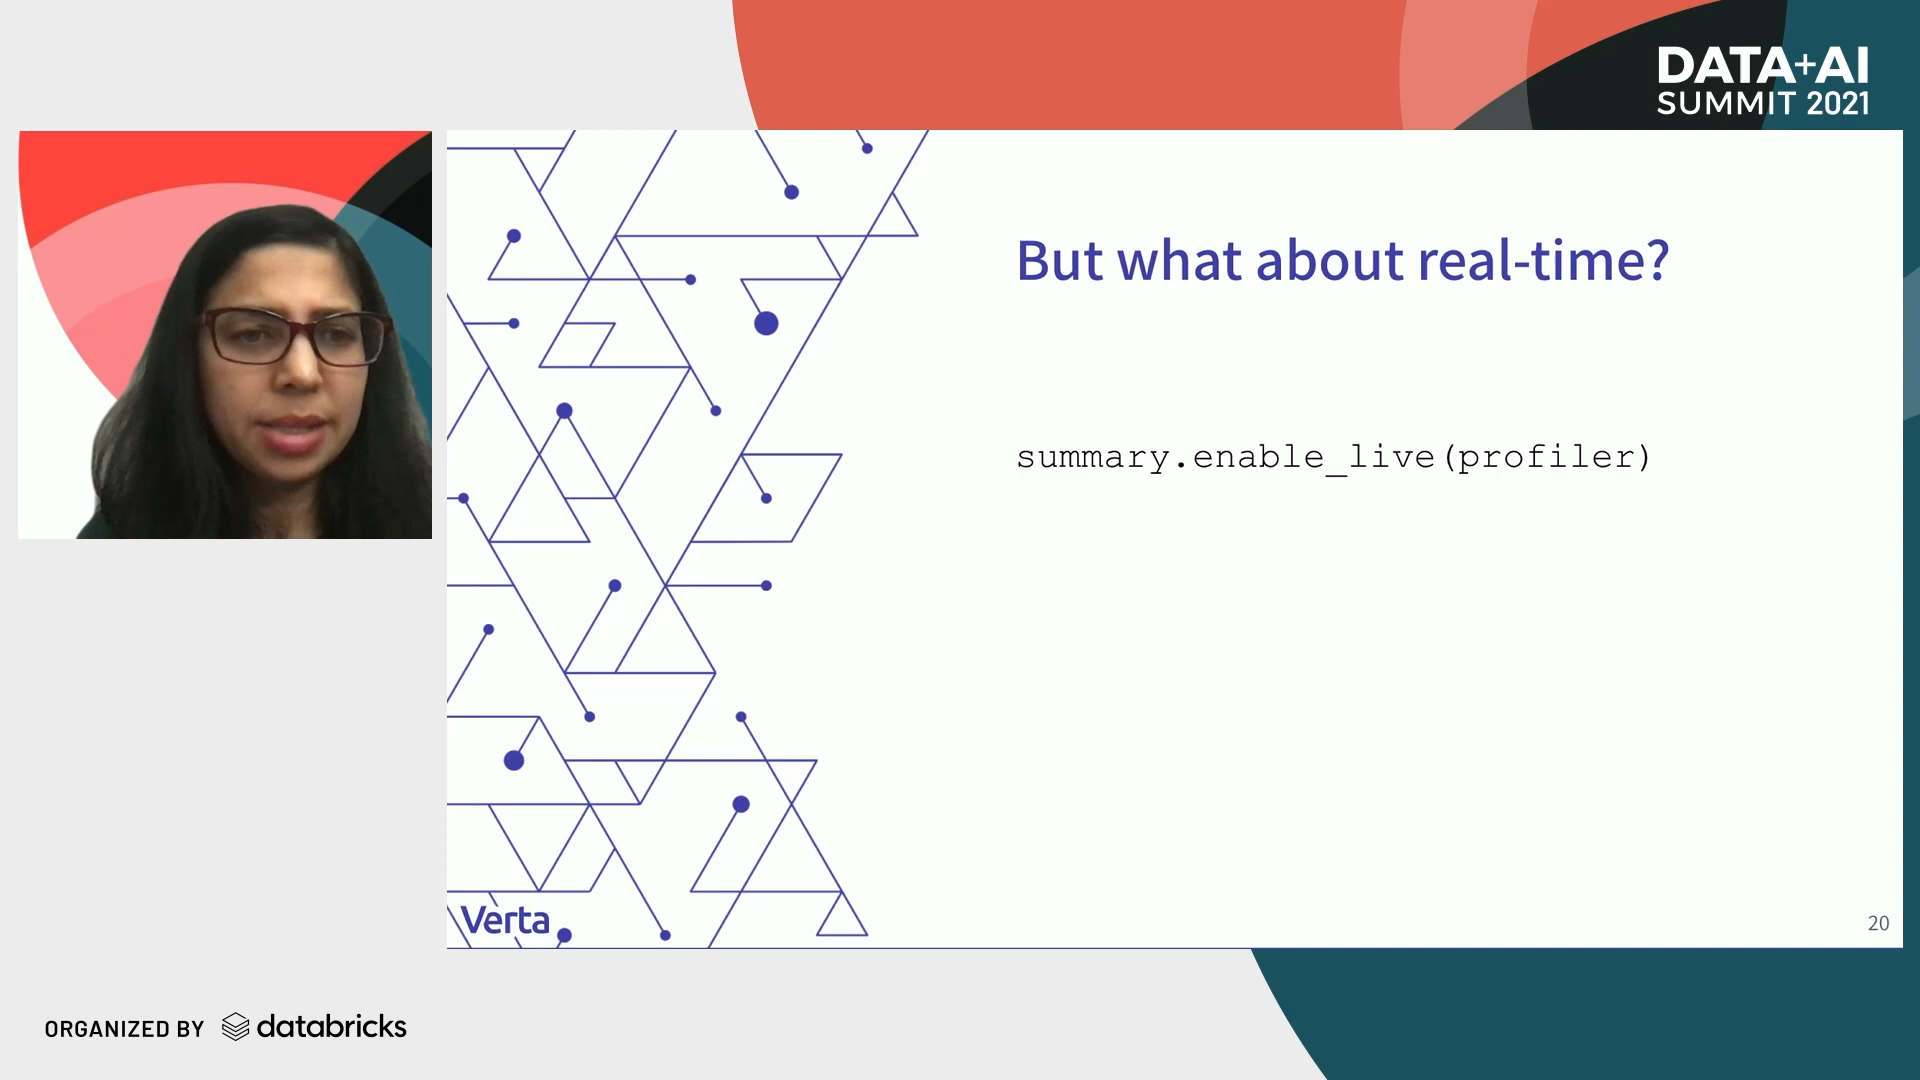 DATA+AI
SUMMIT 2021
But what about real-time?
summary.enable_live(profiler)
Verta
20
ORGANIZED BY databricks